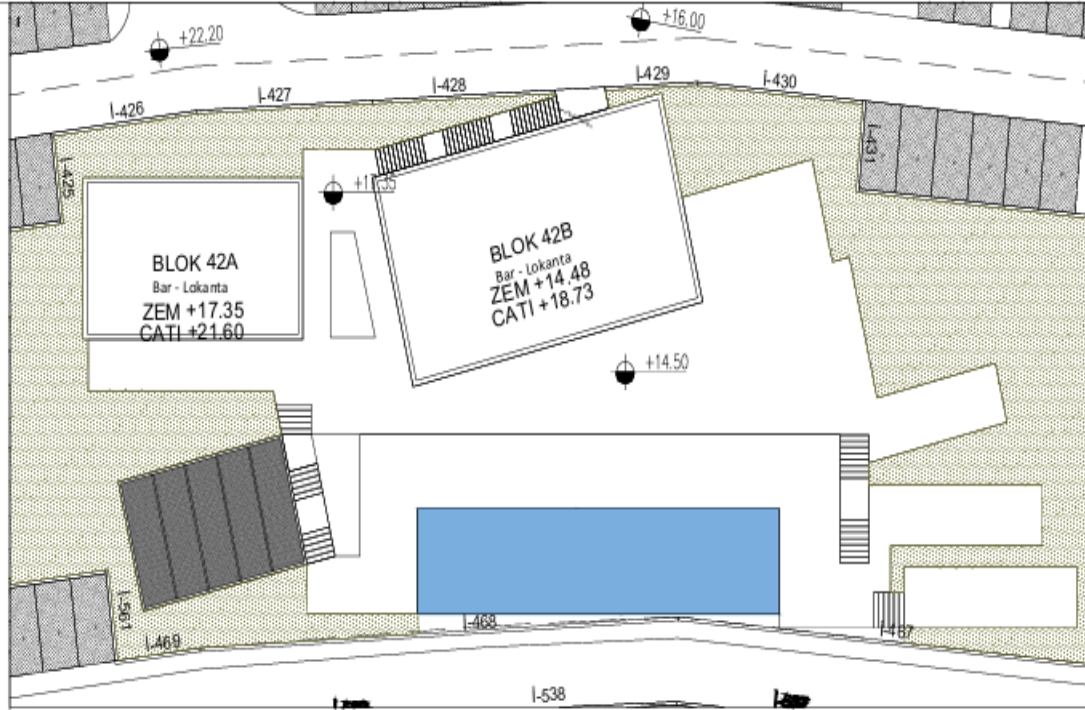 +22.20
+16.00
I-426
I-427
I-428
I-429
I-430
I-431
I-425
BLOK 42A
Bar - Lokanta
ZEM +17.35
CATI +21.60
BLOK 42B
Bar - Lokanta
ZEM +14.48
CATI +18.73
+14.50
I-561
I-469
I-468
I-467
I-538